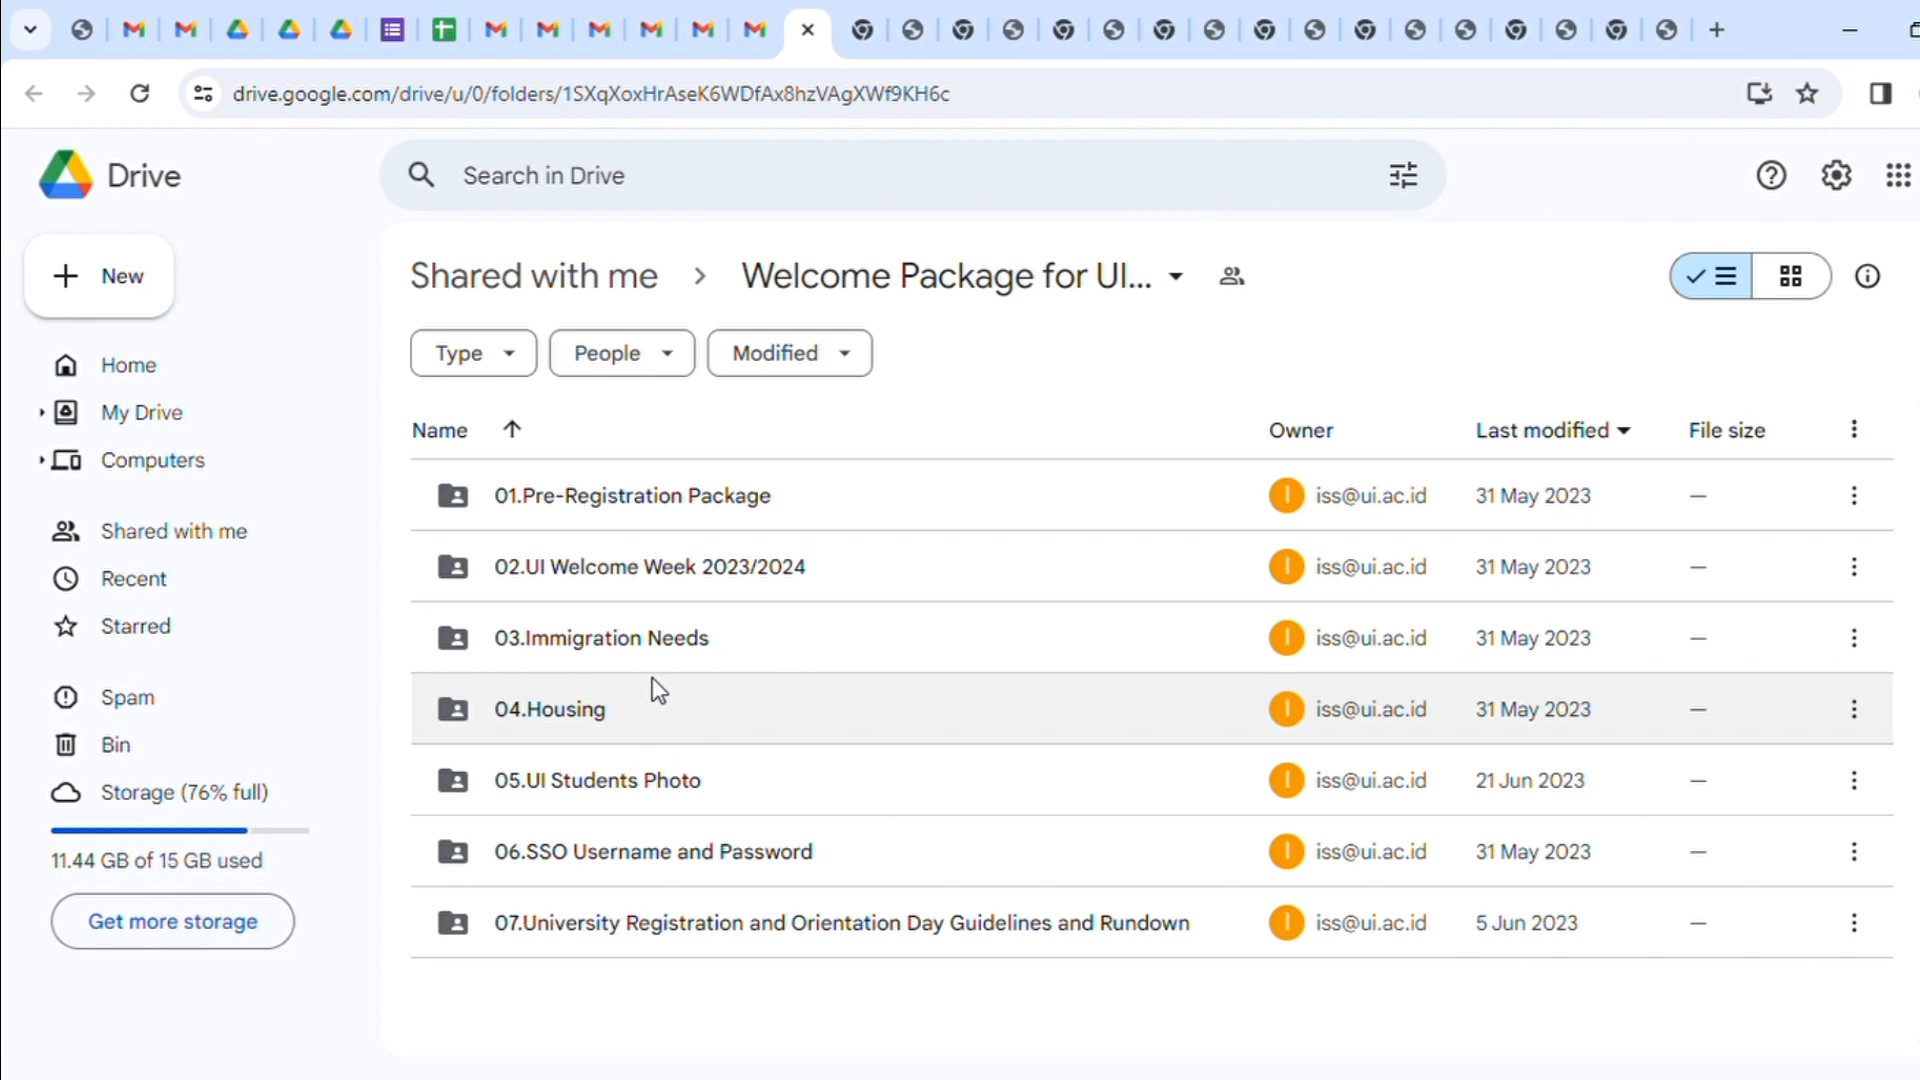 drive.google.com/drive/u/0/folders/1SXqXoxHrAseK6WDfAx8hzVAgXWf9KH6c
Drive
Search in Drive
New
Shared with me
Welcome Package for UI...
Type
People
Modified
Home
My Drive
Computers
Shared with me
Recent
Starred
Spam
Bin
Storage (76% full)
11.44 GB of 15 GB used
Get more storage
Name Owner Last modified File size
01.Pre-Registration Package I iss@ui.ac.id 31 May 2023 —
02.UI Welcome Week 2023/2024 I iss@ui.ac.id 31 May 2023 —
03.Immigration Needs I iss@ui.ac.id 31 May 2023 —
04.Housing I iss@ui.ac.id 31 May 2023 —
05.UI Students Photo I iss@ui.ac.id 21 Jun 2023 —
06.SSO Username and Password I iss@ui.ac.id 31 May 2023 —
07.University Registration and Orientation Day Guidelines and Rundown I iss@ui.ac.id 5 Jun 2023 —